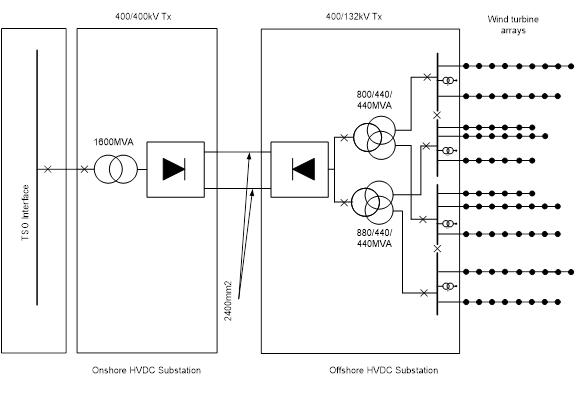 400/400kV Tx
400/132kV Tx
Wind turbine
arrays
800/440/
440MVA
1600MVA
TSO Interface
880/440/
440MVA
2400mm2
Onshore HVDC Substation
Offshore HVDC Substation